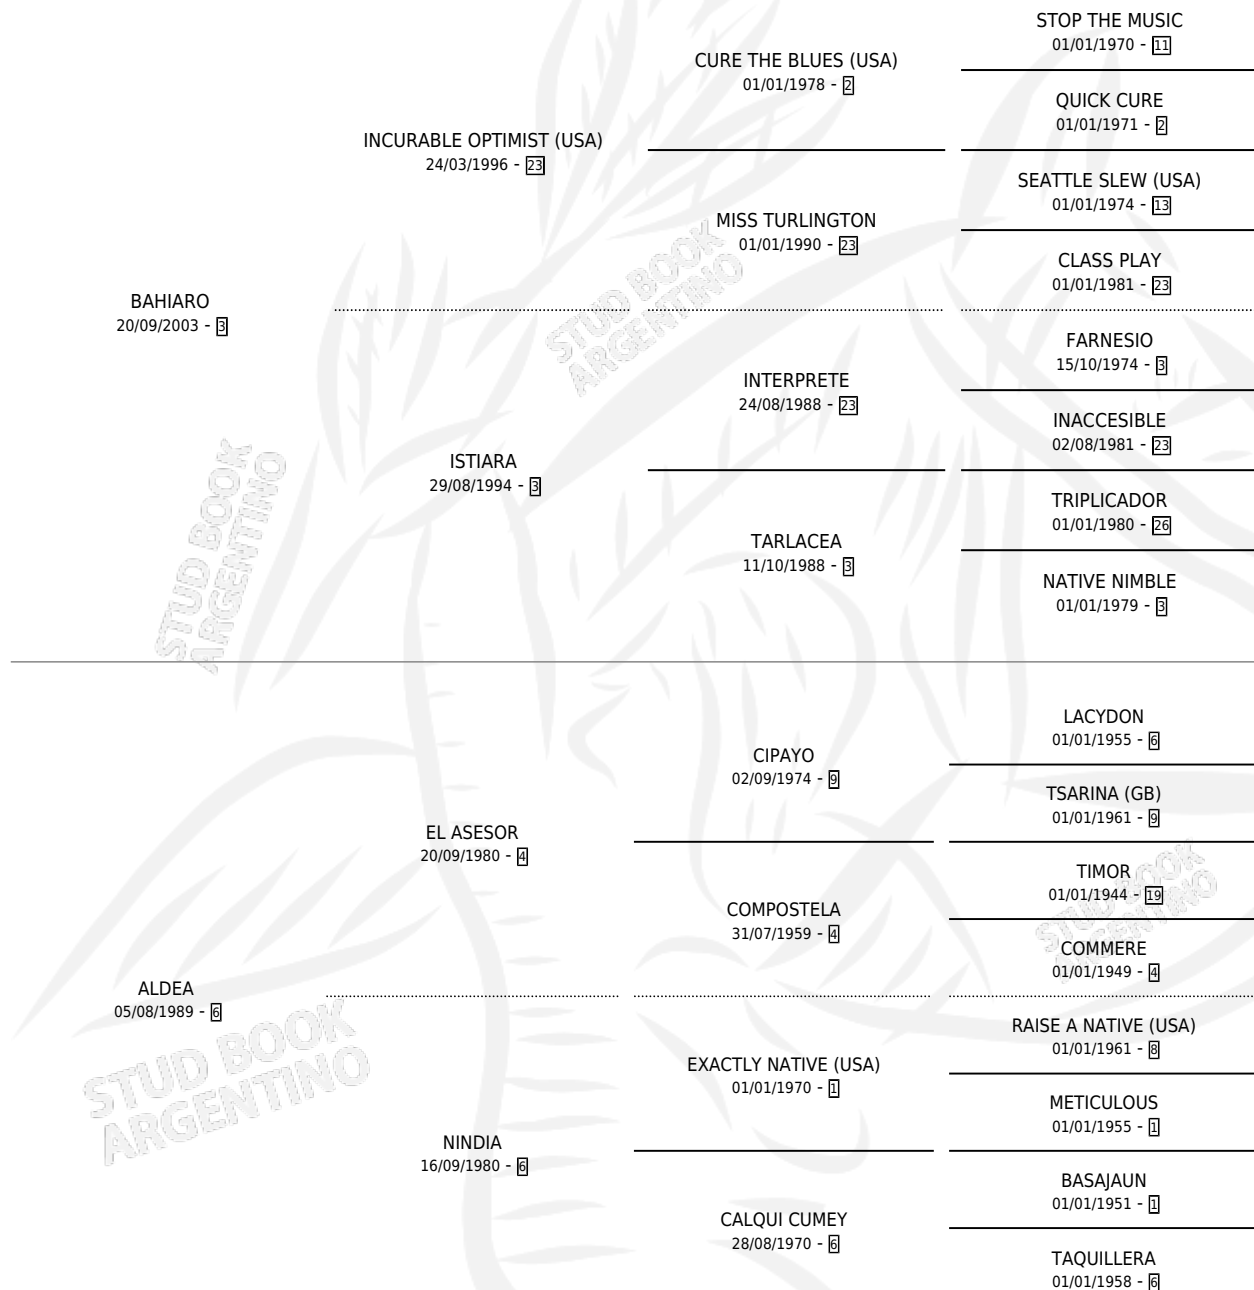 STOP THE MUSIC
01/01/1970 - 11
CURE THE BLUES (USA)
01/01/1978 - 2
QUICK CURE
01/01/1971 - 2
INCURABLE OPTIMIST (USA)
24/03/1996 - 23
SEATTLE SLEW (USA)
01/01/1974 - 13
MISS TURLINGTON
01/01/1990 - 23
CLASS PLAY
01/01/1981 - 23
BAHIARO
20/09/2003 - 3
FARNESIO
15/10/1974 - 3
INTERPRETE
24/08/1988 - 23
INACCESIBLE
02/08/1981 - 23
ISTIARA
29/08/1994 - 3
TRIPLICADOR
01/01/1980 - 26
TARLACEA
11/10/1988 - 3
NATIVE NIMBLE
01/01/1979 - 3
LACYDON
01/01/1955 - 6
CIPAYO
02/09/1974 - 9
TSARINA (GB)
01/01/1961 - 9
EL ASESOR
20/09/1980 - 4
TIMOR
01/01/1944 - 19
COMPOSTELA
31/07/1959 - 4
COMMERE
01/01/1949 - 4
ALDEA
05/08/1989 - 6
RAISE A NATIVE (USA)
01/01/1961 - 8
EXACTLY NATIVE (USA)
01/01/1970 - 1
METICULOUS
01/01/1955 - 1
NINDIA
16/09/1980 - 6
BASAJAUN
01/01/1951 - 1
CALQUI CUMEY
28/08/1970 - 6
TAQUILLERA
01/01/1958 - 6
STUD BOOK
ARGENTINO
STUD BOOK
ARGENTINO
STUD BOOK
ARGENTINO
STUD BOOK
ARGENTINO